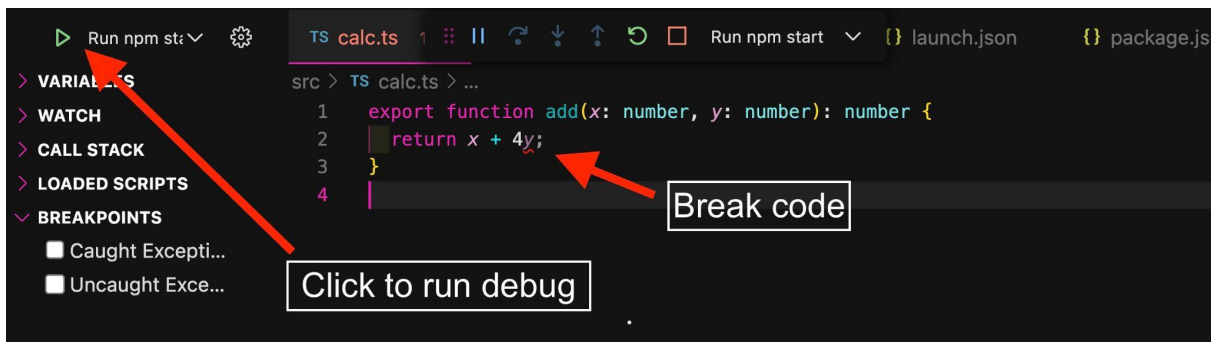 Run npm sta
TS calc.ts 1
Run npm start
{} launch.json
{} package.js
VARIABLES
WATCH
CALL STACK
LOADED SCRIPTS
BREAKPOINTS
Caught Excepti...
Uncaught Exce...
src > TS calc.ts > ...
1 export function add(x: number, y: number): number {
2 return x + 4y;
3 }
4
Break code
Click to run debug
.